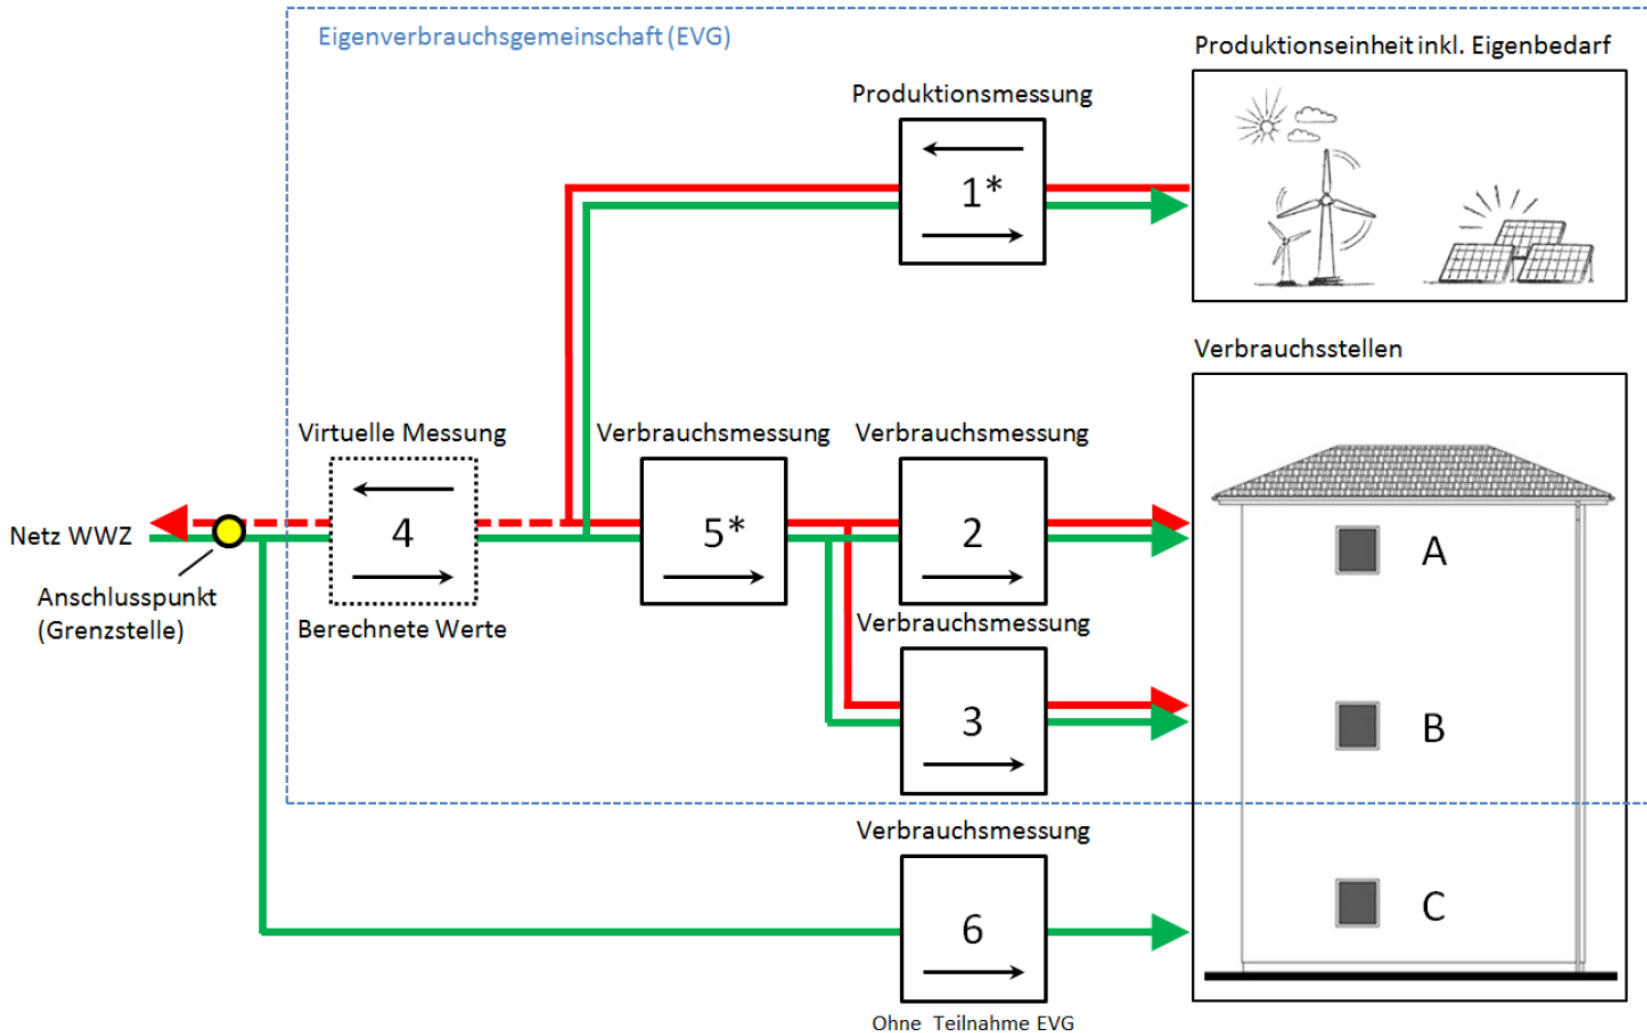 Eigenverbrauchsgemeinschaft (EVG)
Produktionseinheit inkl. Eigenbedarf
Produktionsmessung
1*
Verbrauchsstellen
Virtuelle Messung
Verbrauchsmessung
Verbrauchsmessung
Netz WWZ
4
5*
2
A
Anschlusspunkt
(Grenzstelle)
Berechnete Werte
Verbrauchsmessung
3
B
Verbrauchsmessung
6
C
Ohne Teilnahme EVG